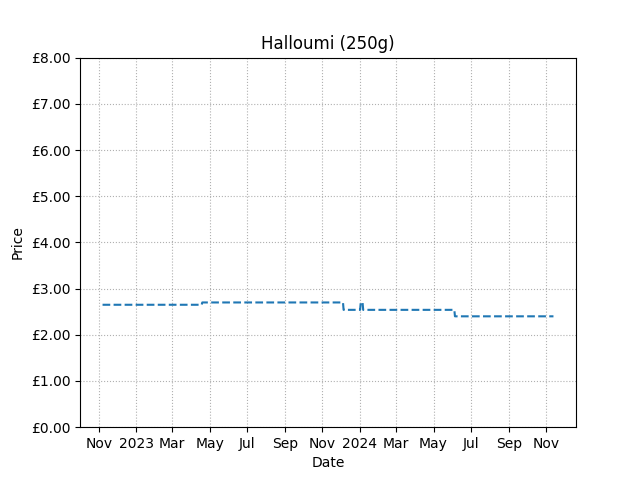 Halloumi (250g)
£8.00
£7.00
£6.00
£5.00
£4.00
£3.00
£2.00
£1.00
£0.00
Price
Nov 2023 Mar May Jul Sep Nov 2024 Mar May Jul Sep Nov
Date